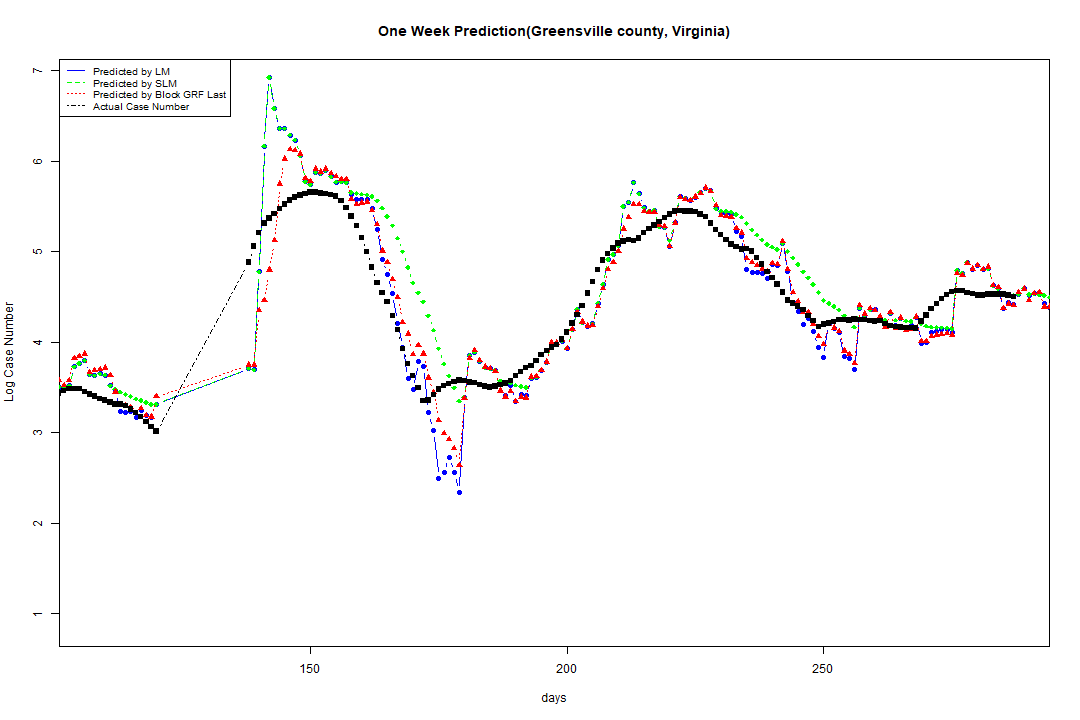 One Week Prediction(Greensville county, Virginia)
Predicted by LM
Predicted by SLM
Predicted by Block GRF Last
Actual Case Number
7
6
5
4
3
2
1
Log Case Number
150 200 250
days